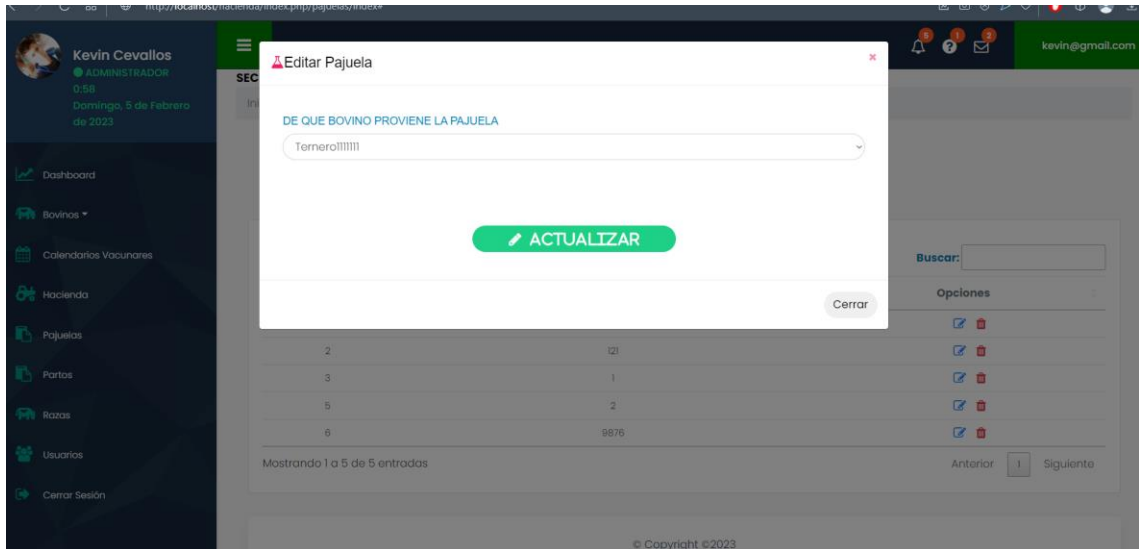 http://localhost/hacienda/index.php/pajuelas/index#
Kevin Cevallos
ADMINISTRADOR
0:58
Domingo, 5 de Febrero
de 2023
Dashboard
Bovinos
Calendarios Vacunares
Hacienda
Pajuelas
Partos
Razas
Usuarios
Cerrar Sesión
kevin@gmail.com
SEC
Ini
Editar Pajuela
×
DE QUE BOVINO PROVIENE LA PAJUELA
ACTUALIZAR
Cerrar
Buscar:
Opciones
2 121
3 1
5 2
6 9876
Mostrando 1 a 5 de 5 entradas
Anterior 1 Siguiente
© Copyright ©2023